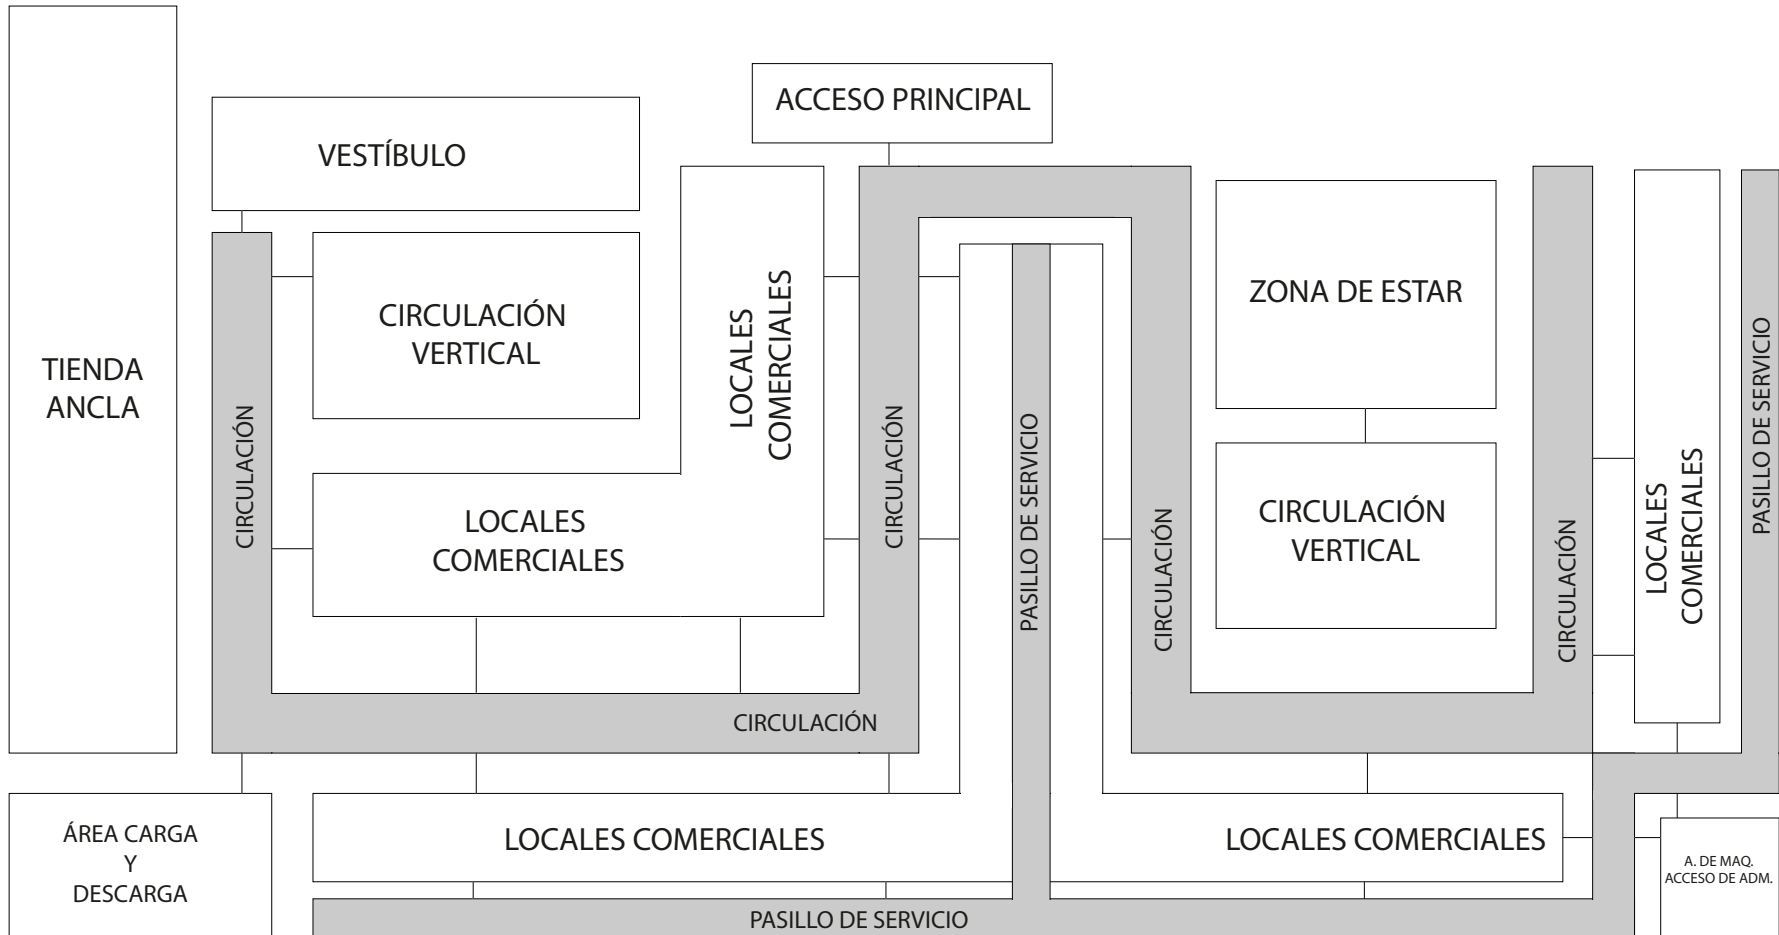 ACCESO PRINCIPAL
VESTÍBULO
TIENDA
ANCLA
CIRCULACIÓN
CIRCULACIÓN
VERTICAL
LOCALES
COMERCIALES
LOCALES
COMERCIALES
CIRCULACIÓN
CIRCULACIÓN
PASILLO DE SERVICIO
CIRCULACIÓN
ZONA DE ESTAR
CIRCULACIÓN
VERTICAL
CIRCULACIÓN
LOCALES
COMERCIALES
PASILLO DE SERVICIO
ÁREA CARGA
Y
DESCARGA
LOCALES COMERCIALES
LOCALES COMERCIALES
A. DE MAQ.
ACCESO DE ADM.
PASILLO DE SERVICIO